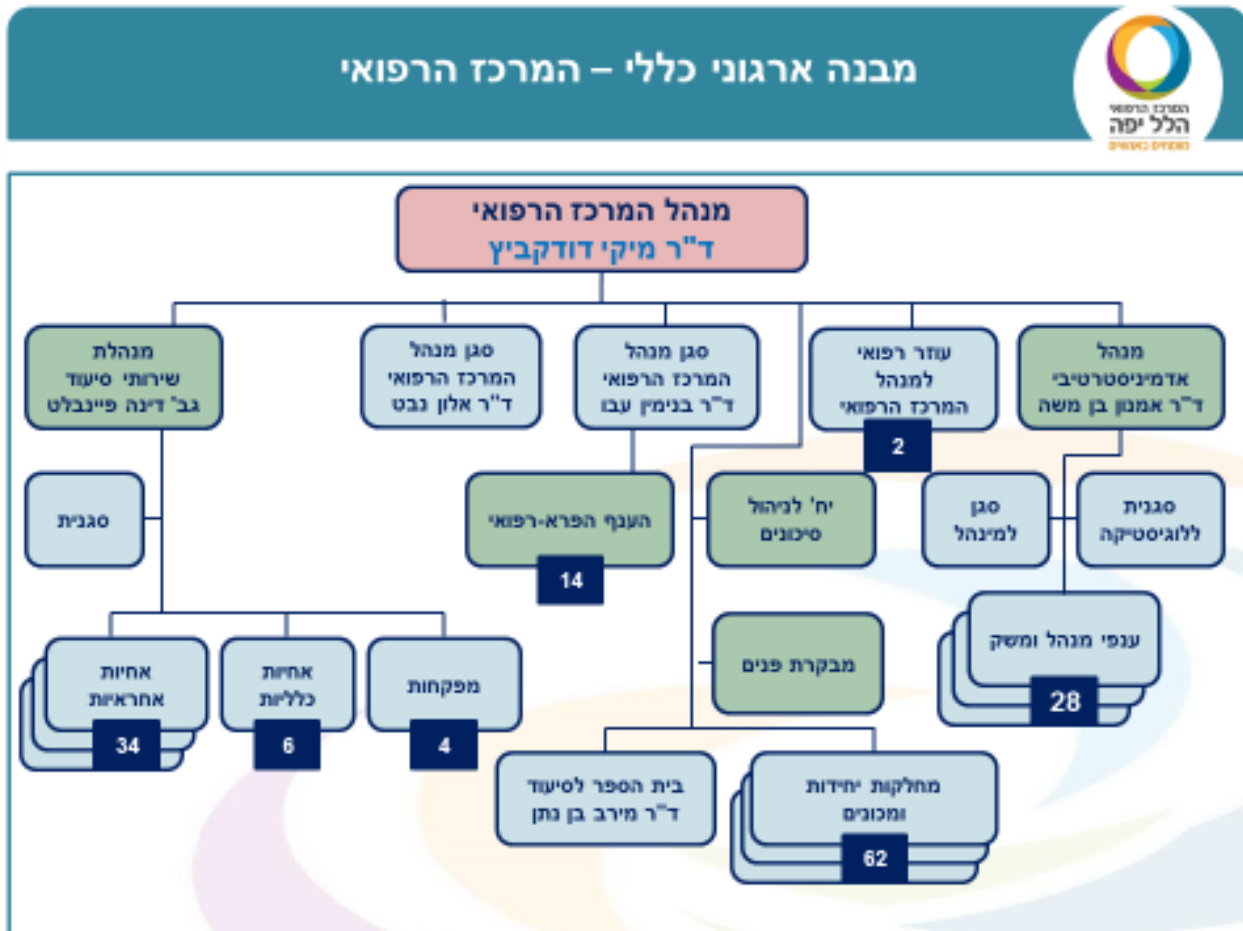 מבנה ארגוני כללי – המרכז הרפואי
המרכז הרפואי
הלל יפה
מומחים באנשים
מנהל המרכז הרפואי
ד"ר מיקי דודקביץ
מנהל
אדמיניסטרטיבי
ד"ר אמנון בן משה
עוזר רפואי
למנהל
המרכז הרפואי
2
סגן מנהל
המרכז הרפואי
ד"ר בנימין עבו
סגן מנהל
המרכז הרפואי
ד"ר אלון נבט
מנהלת
שירותי סיעוד
גב' דינה פיינבלט
סגנית
ללוגיסטיקה
סגן
למינהל
יח' לניהול
סיכונים
הענף הפרא-רפואי
14
סגנית
ענפי מנהל ומשק
28
מבקרת פנים
מפקחות
4
אחיות
כלליות
6
אחיות
אחראיות
34
מחלקות יחידות
ומכונים
62
בית הספר לסיעוד
ד"ר מירב בן נתן